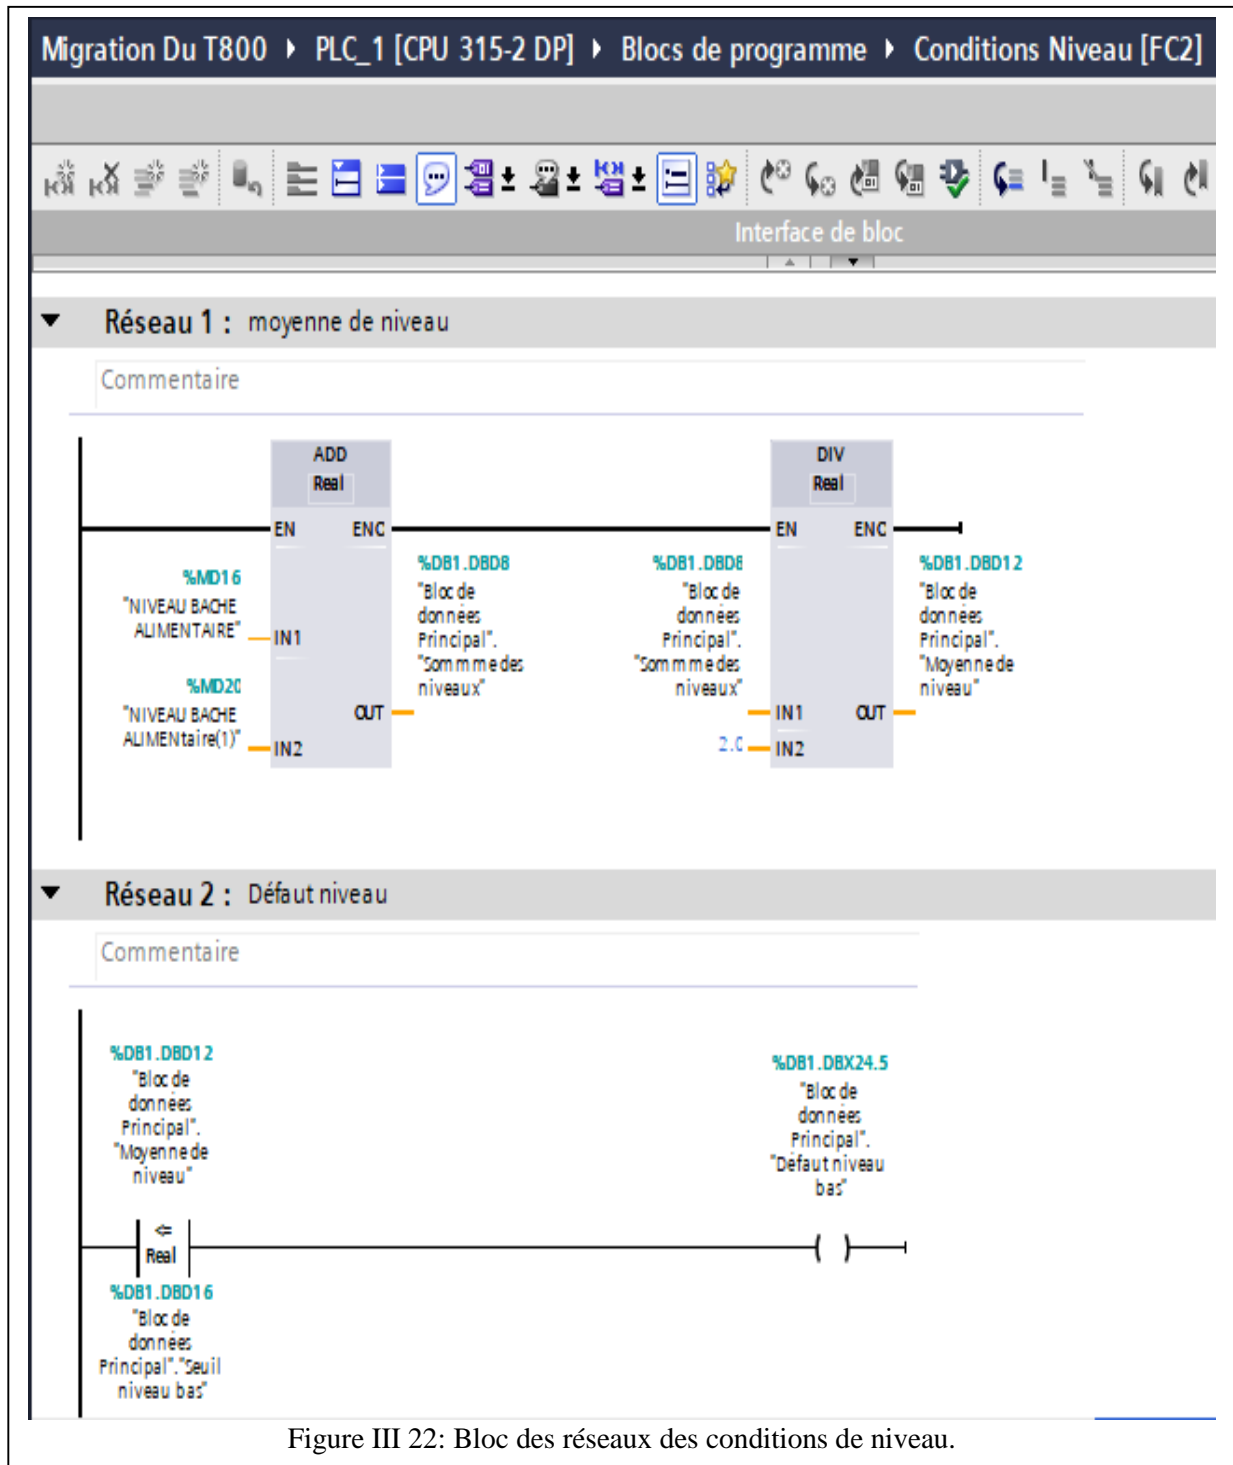 Migration Du T800 ▸ PLC_1 [CPU 315-2 DP] ▸ Blocs de programme ▸ Conditions Niveau [FC2]
Interface de bloc
Réseau 1 : moyenne de niveau
Commentaire
ADD
Real
EN ENO
%MD16
"NIVEAU BACHE
ALIMENTAIRE"
IN1
%MD20
"NIVEAU BACHE
ALIMENtaire(1)"
IN2
OUT
%DB1.DBD8
"Bloc de
données
Principal".
"Sommme des
niveaux"
DIV
Real
EN ENO
%DB1.DBD8
"Bloc de
données
Principal".
"Sommme des
niveaux"
IN1
2.0
IN2
OUT
%DB1.DBD12
"Bloc de
données
Principal".
"Moyenne de
niveau"
Réseau 2 : Défaut niveau
Commentaire
%DB1.DBD12
"Bloc de
données
Principal".
"Moyenne de
niveau"
<=
Real
%DB1.DBD16
"Bloc de
données
Principal"."Seuil
niveau bas"
%DB1.DBX24.5
"Bloc de
données
Principal".
"Défaut niveau
bas"
( )
Figure III 22: Bloc des réseaux des conditions de niveau.